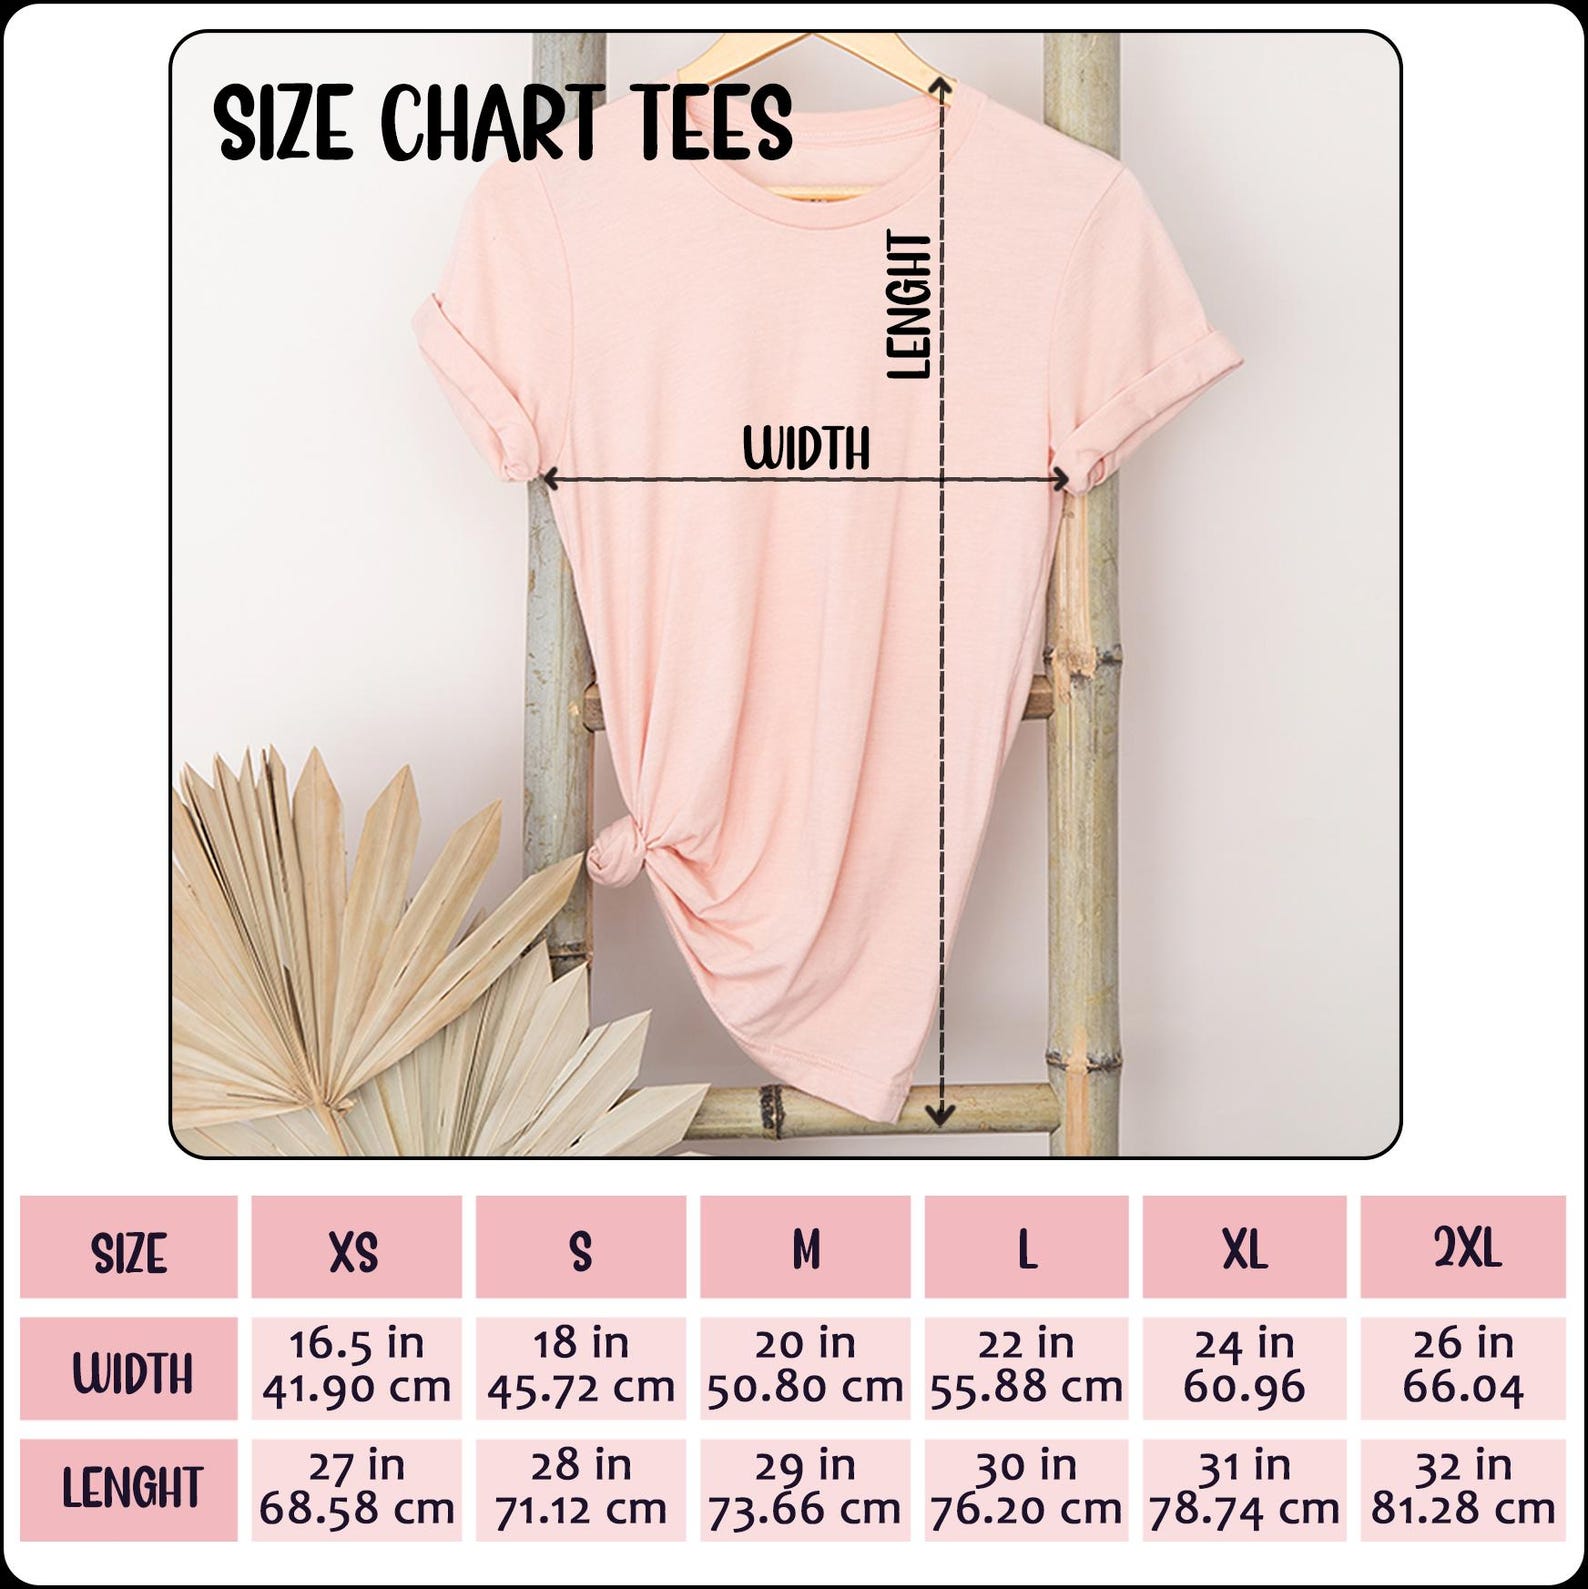 SIZE CHART TEES
LENGHT
WIDTH
SIZE XS S M L XL 2XL
WIDTH
16.5 in 18 in 20 in 22 in 24 in 26 in
41.90 cm 45.72 cm 50.80 cm 55.88 cm 60.96 66.04
LENGHT
27 in 28 in 29 in 30 in 31 in 32 in
68.58 cm 71.12 cm 73.66 cm 76.20 cm 78.74 cm 81.28 cm